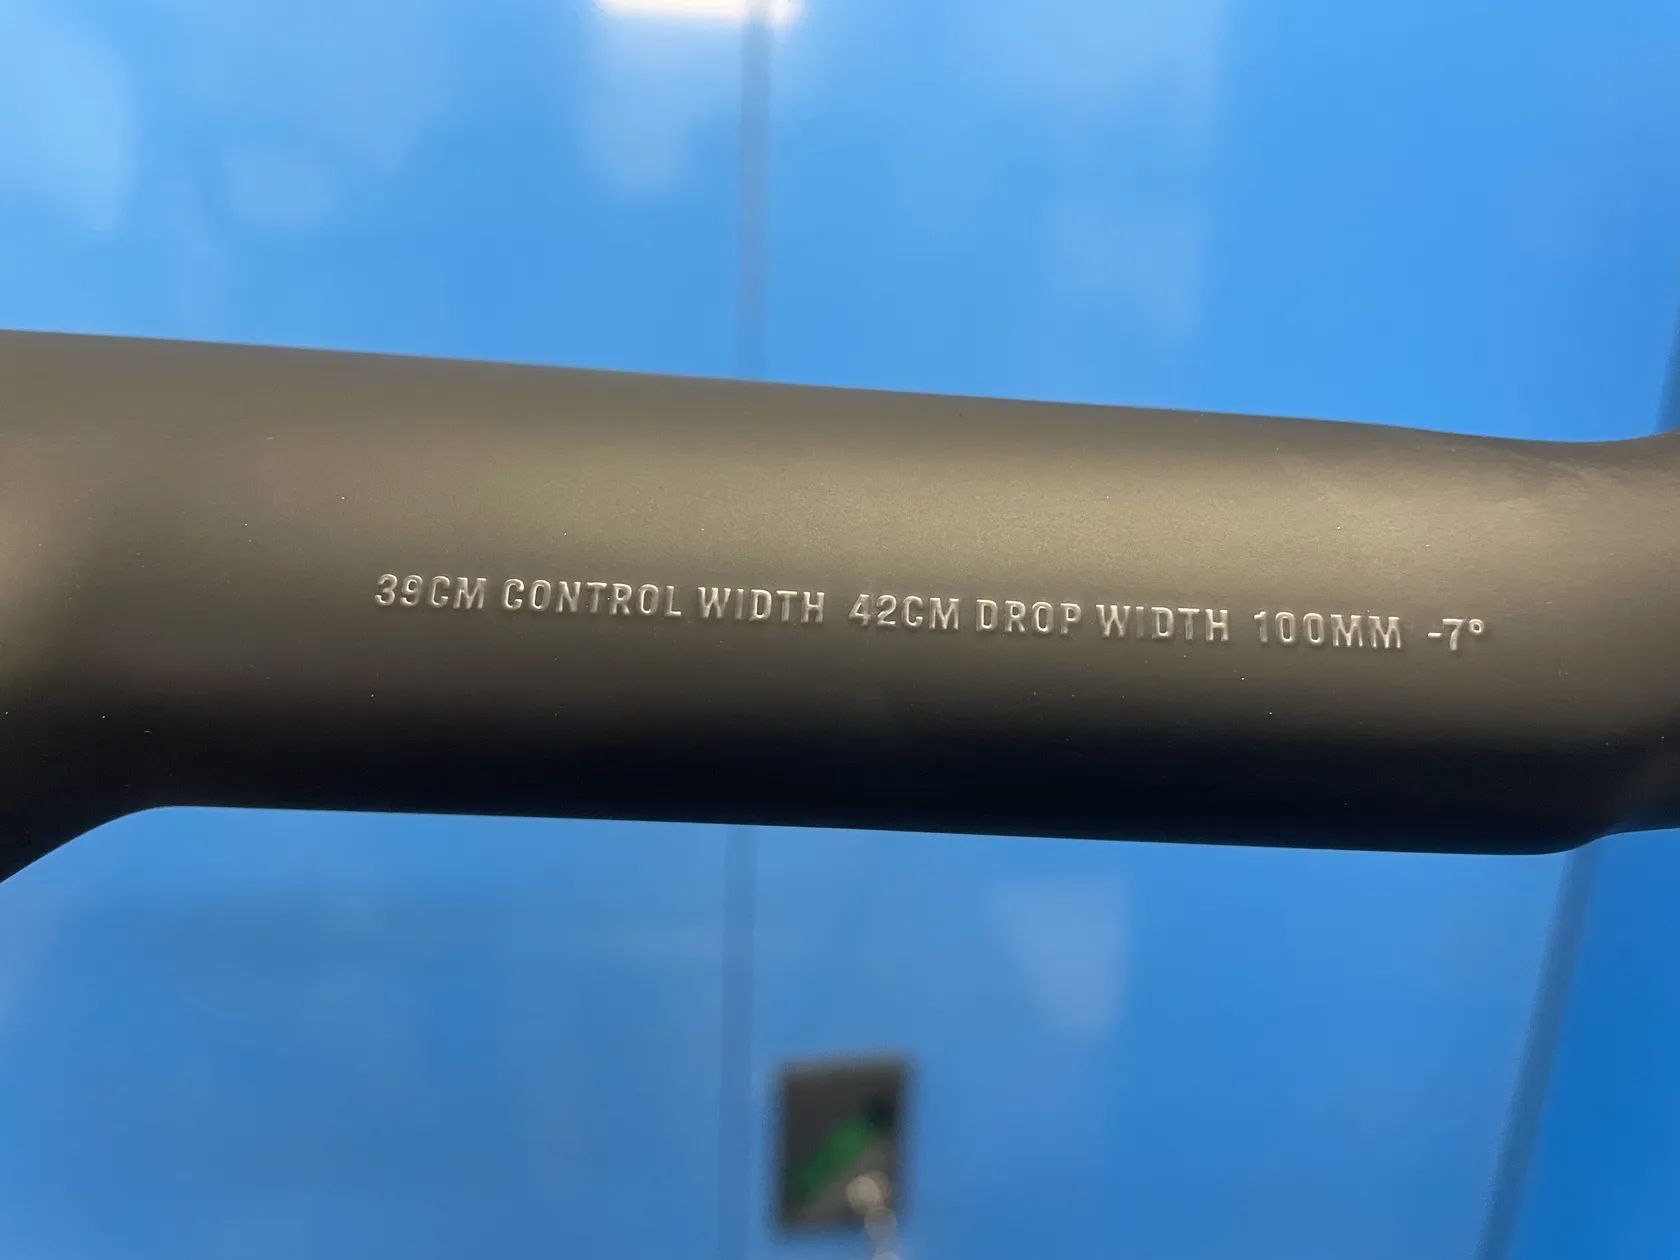 39CM CONTROL WIDTH 42CM DROP WIDTH 100MM -7°